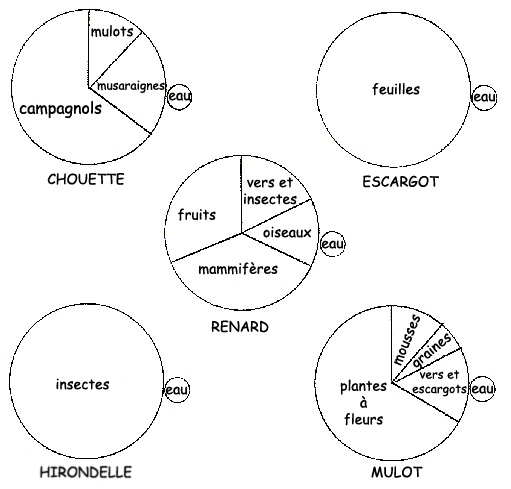 mulots
musaraignes
campagnols
eau
CHOUETTE
feuilles
eau
ESCARGOT
vers et
insectes
fruits
oiseaux
eau
mammifères
RENARD
insectes
eau
HIRONDELLE
mousses
graines
vers et
escargots
eau
plantes
à
fleurs
MULOT